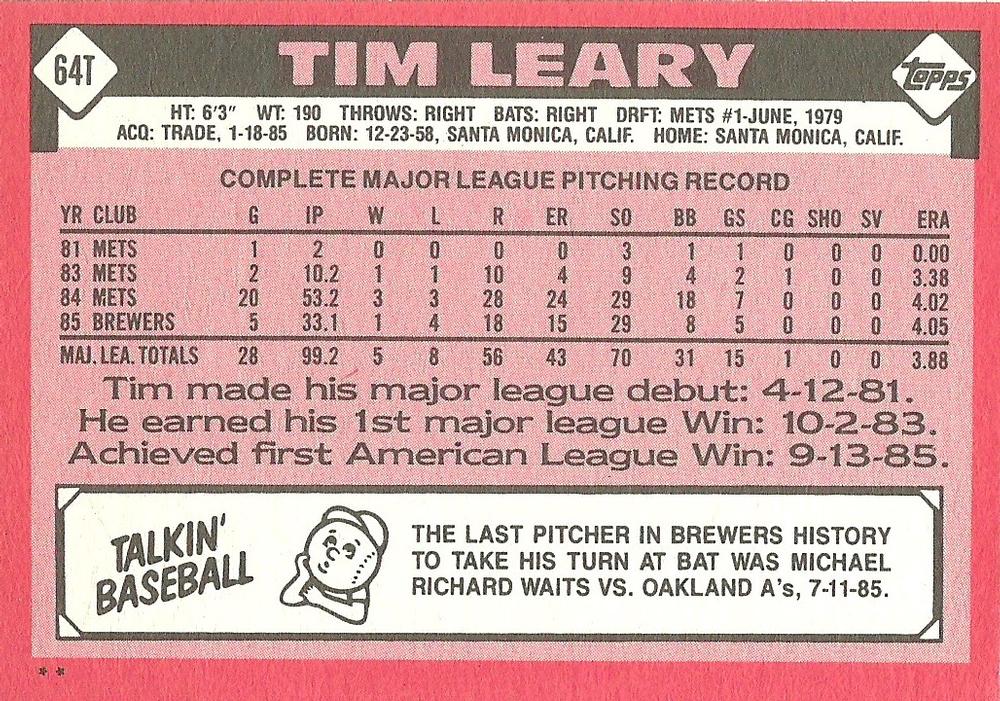 64T
TIM LEARY
Topps
HT: 6'3" WT: 190 THROWS: RIGHT BATS: RIGHT DRFT: METS #1-JUNE, 1979
ACQ: TRADE, 1-18-85 BORN: 12-23-58, SANTA MONICA, CALIF. HOME: SANTA MONICA, CALIF.
COMPLETE MAJOR LEAGUE PITCHING RECORD
YR CLUB G IP W L R ER SO BB GS CG SHO SV ERA
81 METS 1 2 0 0 0 0 3 1 1 0 0 0 0.00
83 METS 2 10.2 1 1 10 4 9 4 2 1 0 0 3.38
84 METS 20 53.2 3 3 28 24 29 18 7 0 0 0 4.02
85 BREWERS 5 33.1 1 4 18 15 29 8 5 0 0 0 4.05
MAJ. LEA. TOTALS 28 99.2 5 8 56 43 70 31 15 1 0 0 3.88
Tim made his major league debut: 4-12-81.
He earned his 1st major league Win: 10-2-83.
Achieved first American League Win: 9-13-85.
TALKIN'
BASEBALL
THE LAST PITCHER IN BREWERS HISTORY
TO TAKE HIS TURN AT BAT WAS MICHAEL
RICHARD WAITS VS. OAKLAND A's, 7-11-85.
* *